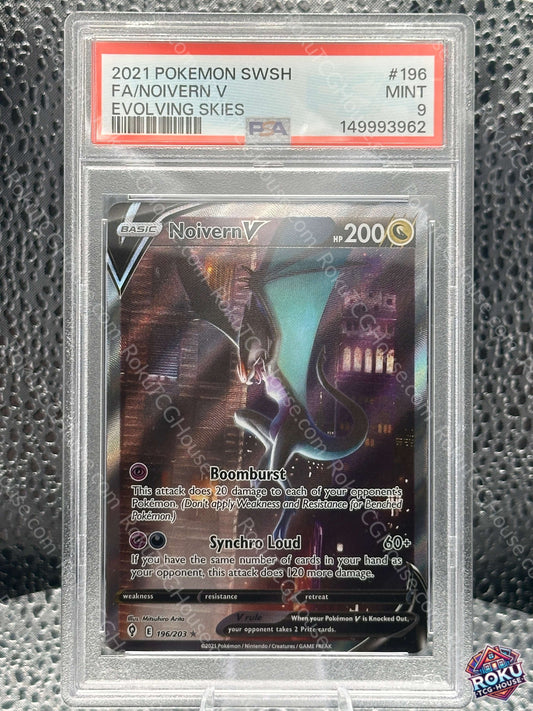 2021 POKEMON SWSH #196
FA/NOIVERN V MINT
EVOLVING SKIES 9
PSA 149993962
BASIC Noivern V HP 200
Boomburst
This attack does 20 damage to each of your opponent's
Pokémon. (Don't apply Weakness and Resistance for Benched
Pokémon.)
Synchro Loud 60+
If you have the same number of cards in your hand as
your opponent, this attack does 120 more damage.
weakness resistance retreat
Illus. Mitsuhiro Arita
V rule When your Pokémon V is Knocked Out,
your opponent takes 2 Prize cards.
E 196/203 ★
©2021 Pokémon / Nintendo / Creatures / GAME FREAK
RokuTCGHouse.com
ROKU
TCG-HOUSE